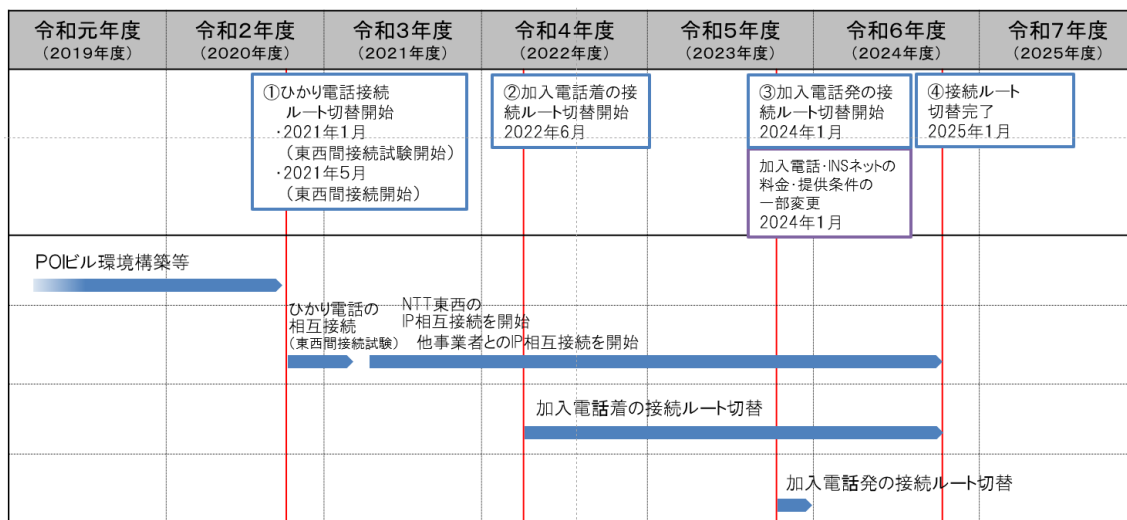 令和元年度
（2019年度）
令和２年度
（2020年度）
令和３年度
（2021年度）
令和４年度
（2022年度）
令和５年度
（2023年度）
令和６年度
（2024年度）
令和７年度
（2025年度）
①ひかり電話接続
ルート切替開始
・2021年１月
（東西間接続試験開始）
・2021年５月
（東西間接続開始）
②加入電話着の接
続ルート切替開始
2022年６月
③加入電話発の接
続ルート切替開始
2024年１月
加入電話・INSネットの
料金・提供条件の
一部変更
2024年１月
④接続ルート
切替完了
2025年１月
POIビル環境構築等
ひかり電話の
相互接続
（東西間接続試験）
NTT東西の
IP相互接続を開始
他事業者とのIP相互接続を開始
加入電話着の接続ルート切替
加入電話発の接続ルート切替